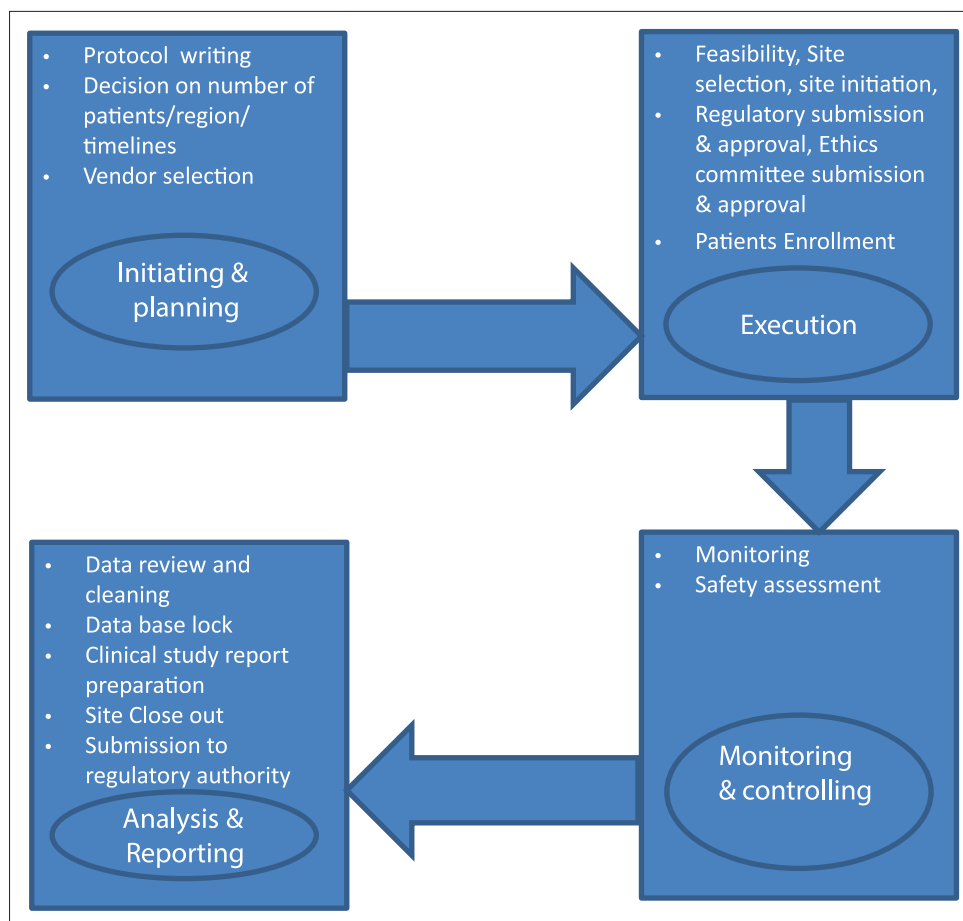 • Protocol writing
• Decision on number of
patients/region/
timelines
• Vendor selection
Initiating &
planning
• Feasibility, Site
selection, site initiation,
• Regulatory submission
& approval, Ethics
committee submission
& approval
• Patients Enrollment
Execution
• Monitoring
• Safety assessment
Monitoring
& controlling
• Data review and
cleaning
• Data base lock
• Clinical study report
preparation
• Site Close out
• Submission to
regulatory authority
Analysis &
Reporting